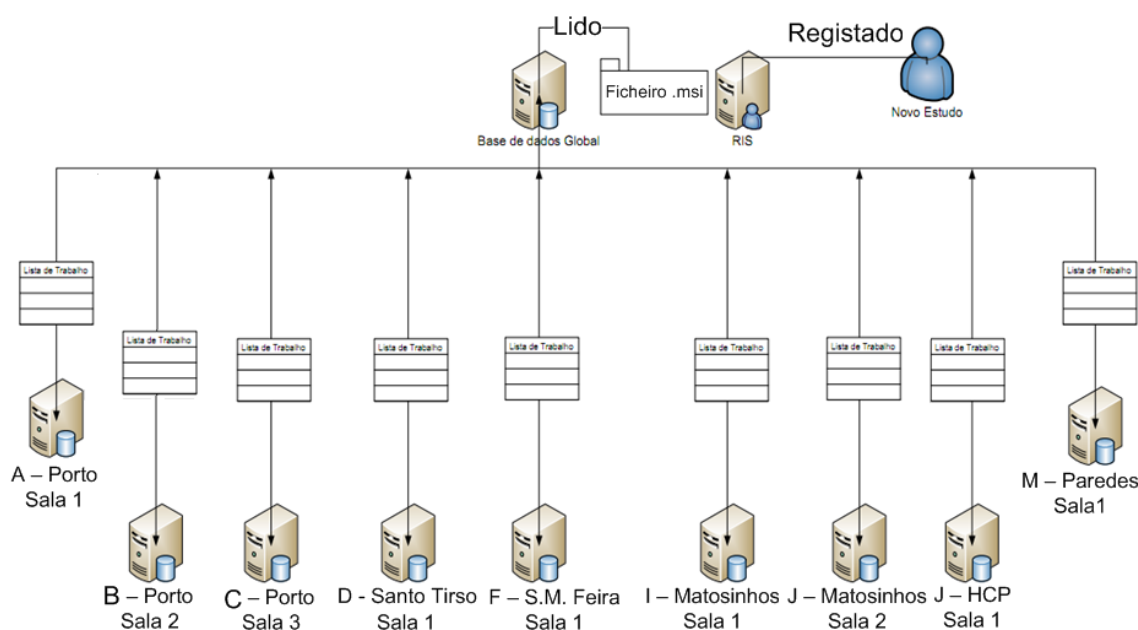 Lido
Registado
Ficheiro .msi
Base de dados Global
RIS
Novo Estudo
Lista de Trabalho
Lista de Trabalho
Lista de Trabalho
Lista de Trabalho
Lista de Trabalho
Lista de Trabalho
Lista de Trabalho
Lista de Trabalho
Lista de Trabalho
A – Porto
Sala 1
M – Paredes
Sala1
B – Porto
Sala 2
C – Porto
Sala 3
D - Santo Tirso
Sala 1
F – S.M. Feira
Sala 1
I – Matosinhos
Sala 1
J – Matosinhos
Sala 2
J – HCP
Sala 1